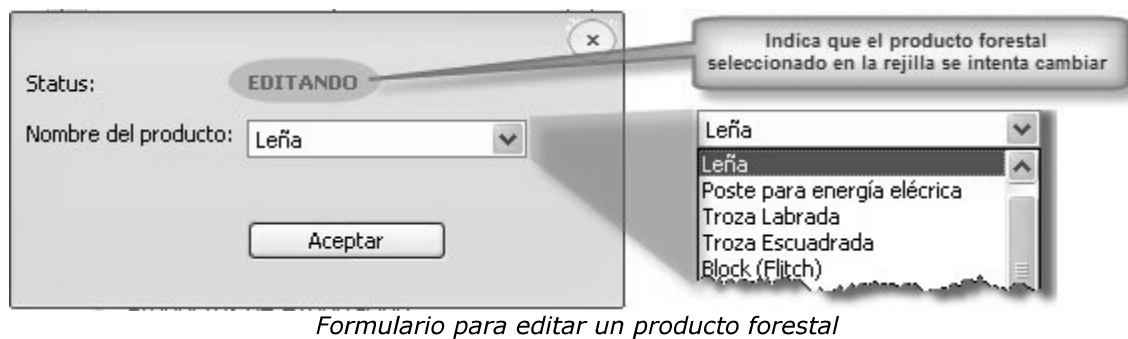 Status: EDITANDO
Nombre del producto: Leña
Aceptar
Indica que el producto forestal
seleccionado en la rejilla se intenta cambiar
Leña
Leña
Poste para energía elécrica
Troza Labrada
Troza Escuadrada
Block (Flitch)
Formulario para editar un producto forestal